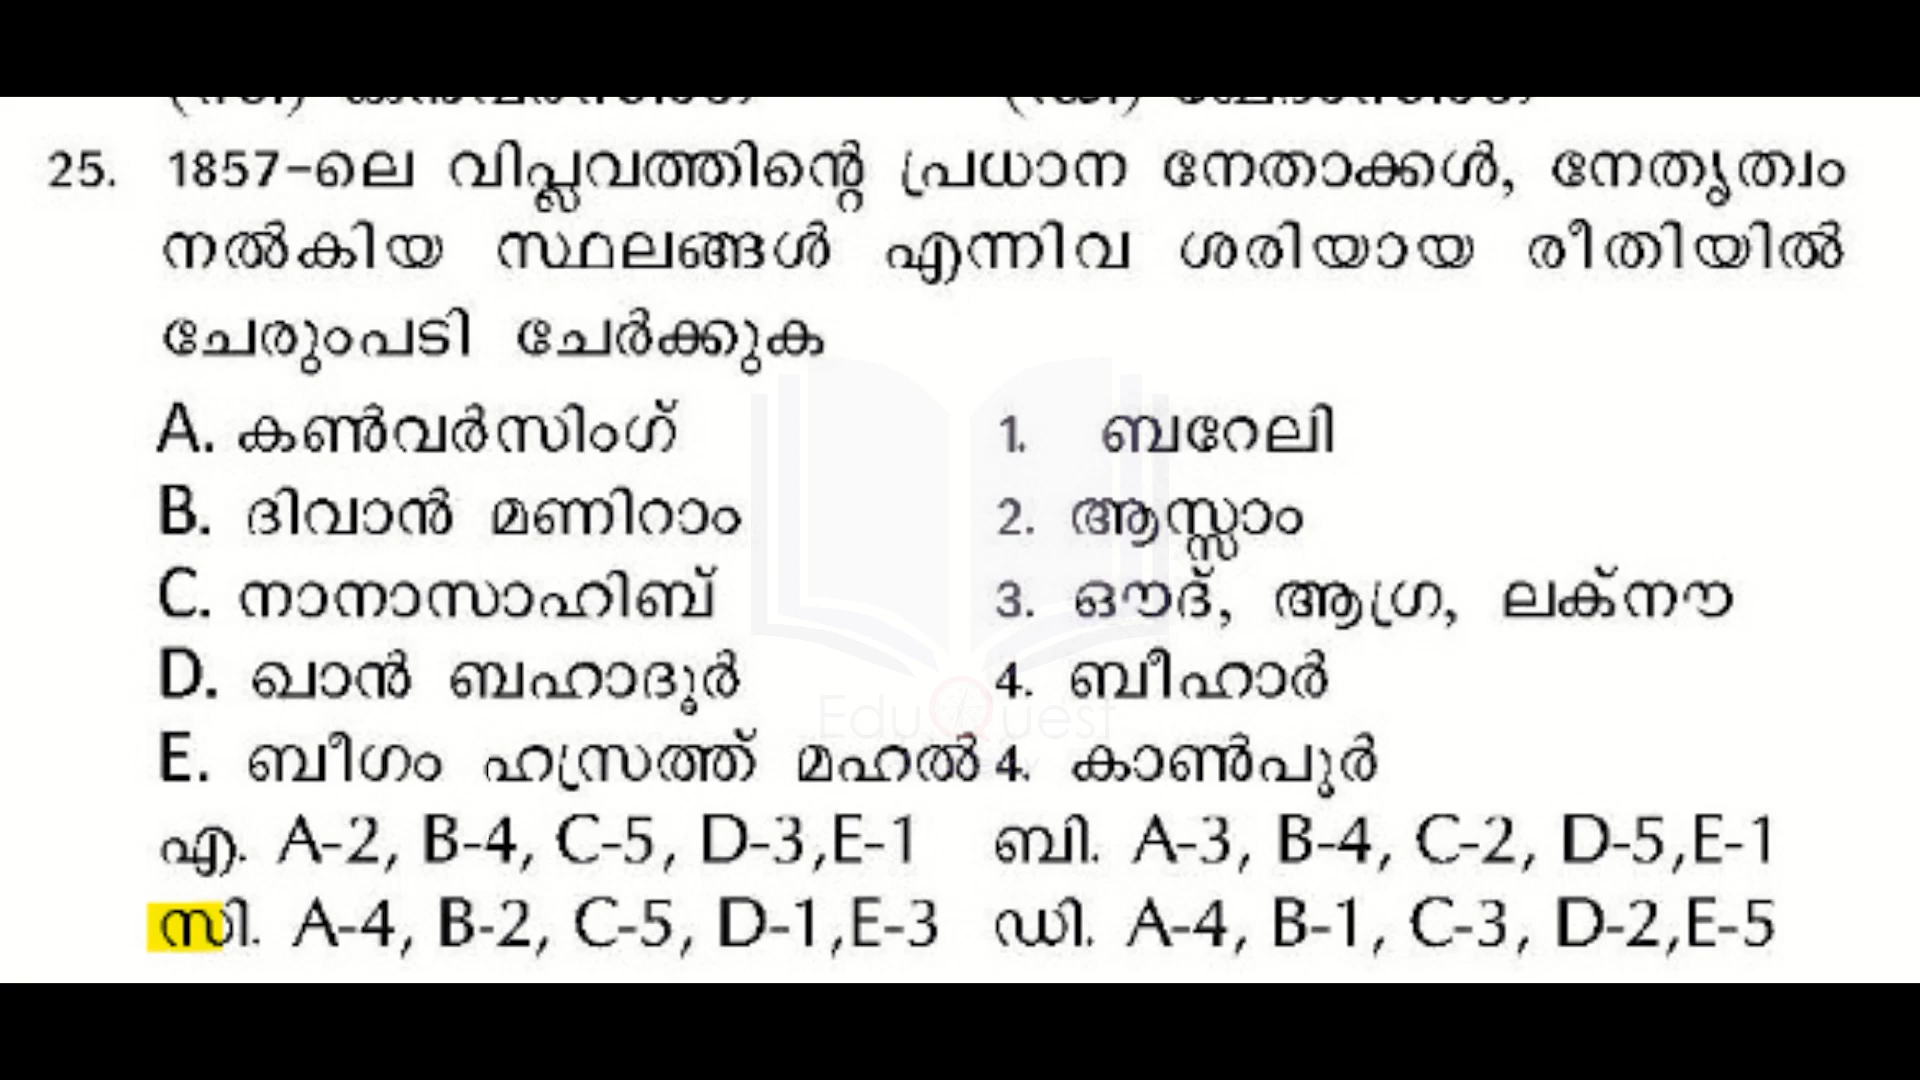 25. 1857-ലെ വിപ്ലവത്തിന്റെ പ്രധാന നേതാക്കൾ, നേതൃത്വം
നൽകിയ സ്ഥലങ്ങൾ എന്നിവ ശരിയായ രീതിയിൽ
ചേരുംപടി ചേർക്കുക
A. കൺവർസിംഗ് 1. ബറേലി
B. ദിവാൻ മണിറാം 2. ആസ്സാം
C. നാനാസാഹിബ് 3. ഔദ്, ആഗ്ര, ലക്നൗ
D. ഖാൻ ബഹാദൂർ 4. ബീഹാർ
E. ബീഗം ഹസ്രത്ത് മഹൽ 4. കാൺപൂർ
EduQuest
എ. A-2, B-4, C-5, D-3,E-1 ബി. A-3, B-4, C-2, D-5,E-1
സി. A-4, B-2, C-5, D-1,E-3 ഡി. A-4, B-1, C-3, D-2,E-5